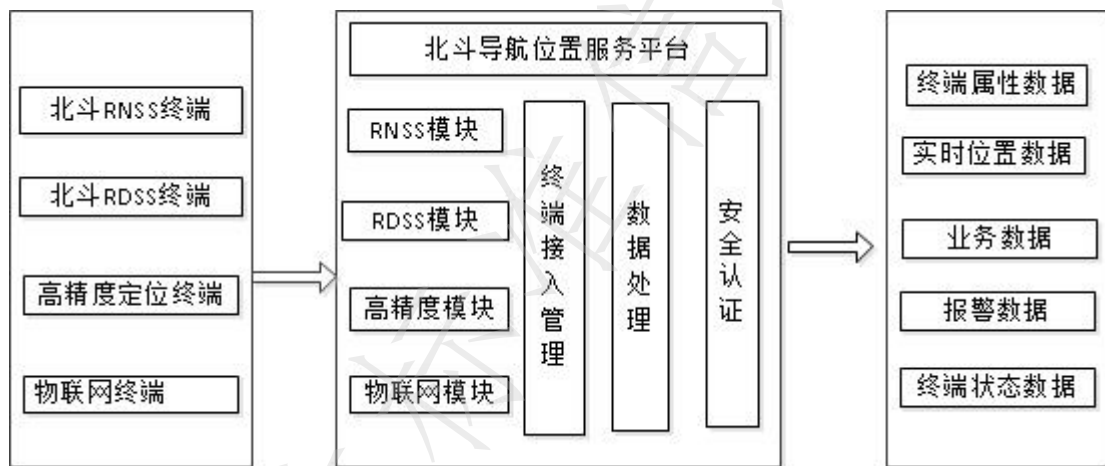 北斗RNSS终端
北斗RDSS终端
高精度定位终端
物联网终端
北斗导航位置服务平台
RNSS模块
RDSS模块
高精度模块
物联网模块
终端接入管理
数据处理
安全认证
终端属性数据
实时位置数据
业务数据
报警数据
终端状态数据